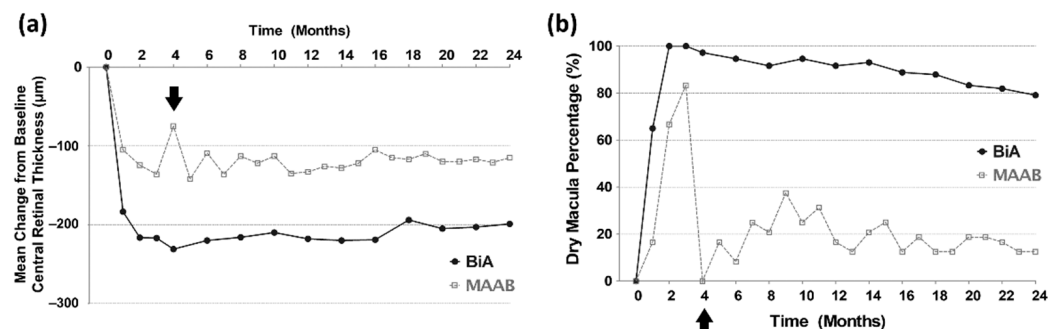 (a)
Time (Months)
0 2 4 6 8 10 12 14 16 18 20 22 24
0
–100
–200
–300
Mean Change from Baseline
Central Retinal Thickness (μm)
BiA
MAAB
(b)
100
80
60
40
20
0
Dry Macula Percentage (%)
BiA
MAAB
0 2 4 6 8 10 12 14 16 18 20 22 24
Time (Months)